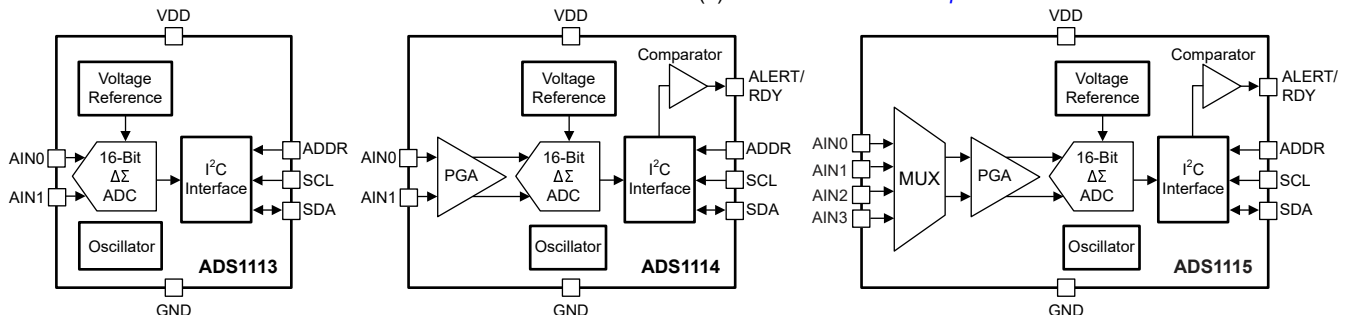 VDD
Voltage
Reference
AIN0
AIN1
16-Bit
ΔΣ
ADC
I²C
Interface
ADDR
SCL
SDA
Oscillator
ADS1113
GND
VDD
Comparator
ALERT/
RDY
Voltage
Reference
AIN0
AIN1
PGA
16-Bit
ΔΣ
ADC
I²C
Interface
ADDR
SCL
SDA
Oscillator
ADS1114
GND
VDD
Comparator
ALERT/
RDY
Voltage
Reference
AIN0
AIN1
AIN2
AIN3
MUX
PGA
16-Bit
ΔΣ
ADC
I²C
Interface
ADDR
SCL
SDA
Oscillator
ADS1115
GND